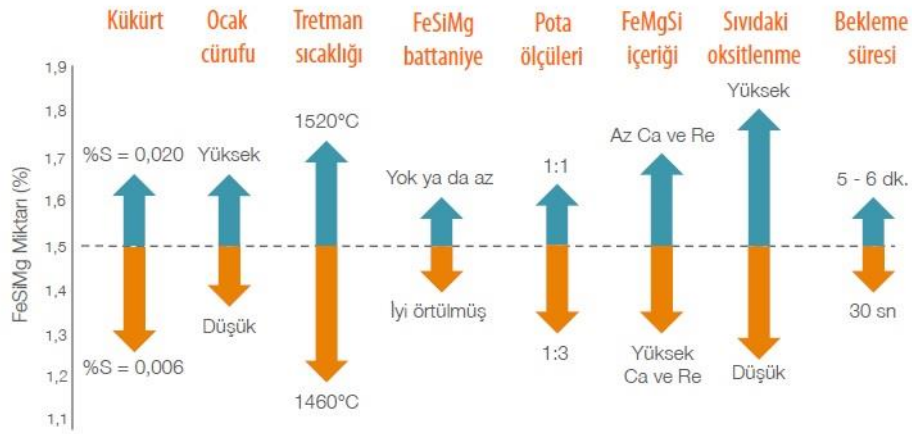 Kükürt
Ocak
cürufu
Tretman
sıcaklığı
FeSiMg
battaniye
Pota
ölçüleri
FeMgSi
içeriği
Sıvıdaki
oksitlenme
Bekleme
süresi
FeSiMg Miktarı (%)
1,9
1,8
1,7
1,6
1,5
1,4
1,3
1,2
1,1
%S = 0,020
%S = 0,006
Yüksek
Düşük
1520°C
1460°C
Yok ya da az
İyi örtülmüş
1:1
1:3
Az Ca ve Re
Yüksek
Ca ve Re
Yüksek
Düşük
5 - 6 dk.
30 sn